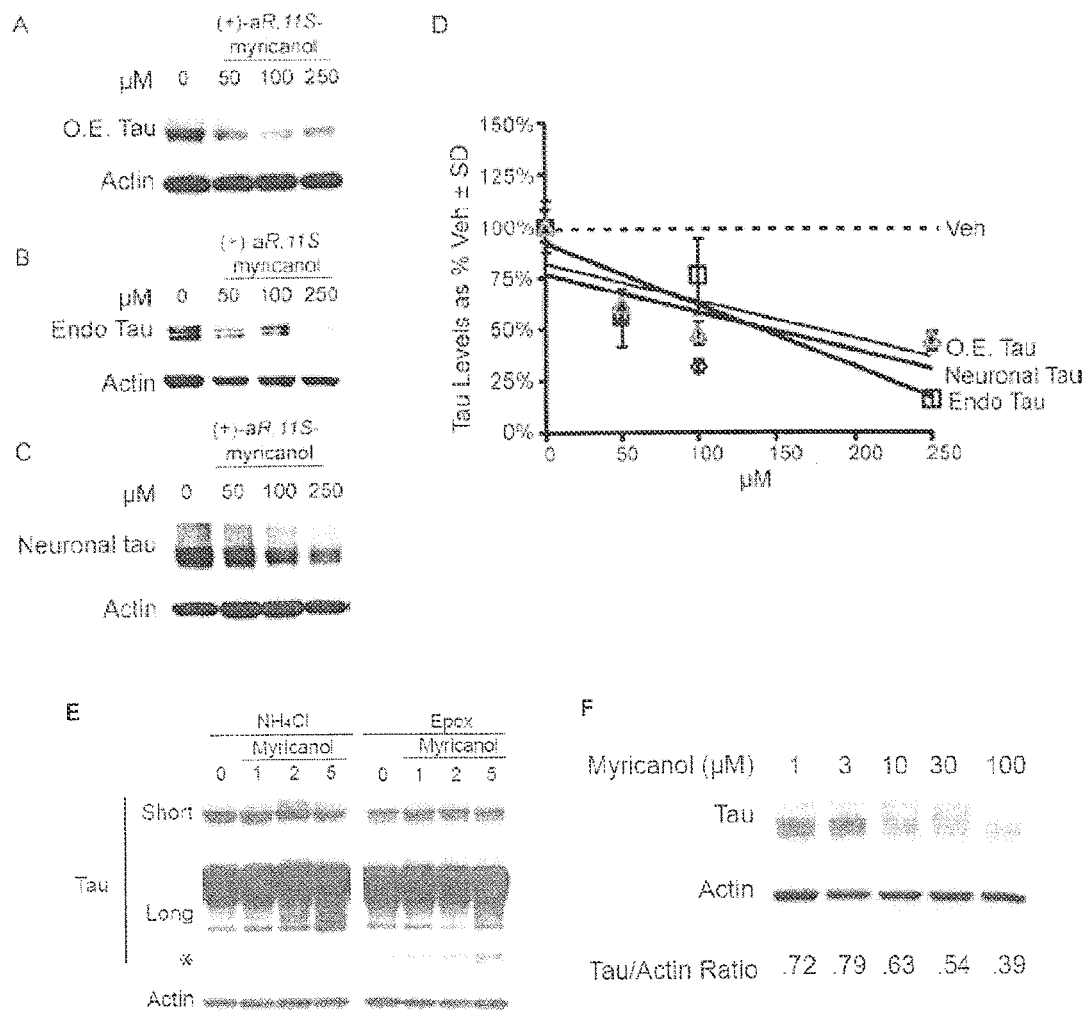 A
(+)-aR,11S-
myricanol
µM 0 50 100 250
O.E. Tau
Actin
B
(+)-aR,11S
myricanol
µM 0 50 100 250
Endo Tau
Actin
C
(+)-aR,11S-
myricanol
µM 0 50 100 250
Neuronal tau
Actin
D
Tau Levels as % Veh ± SD
150%
125%
100%
75%
50%
25%
0%
Veh
O.E. Tau
Neuronal Tau
Endo Tau
0 50 100 150 200 250
µM
E
NH₄Cl Epox
Myricanol Myricanol
0 1 2 5 0 1 2 5
Short
Tau
Long
*
Actin
F
Myricanol (µM) 1 3 10 30 100
Tau
Actin
Tau/Actin Ratio .72 .79 .63 .54 .39